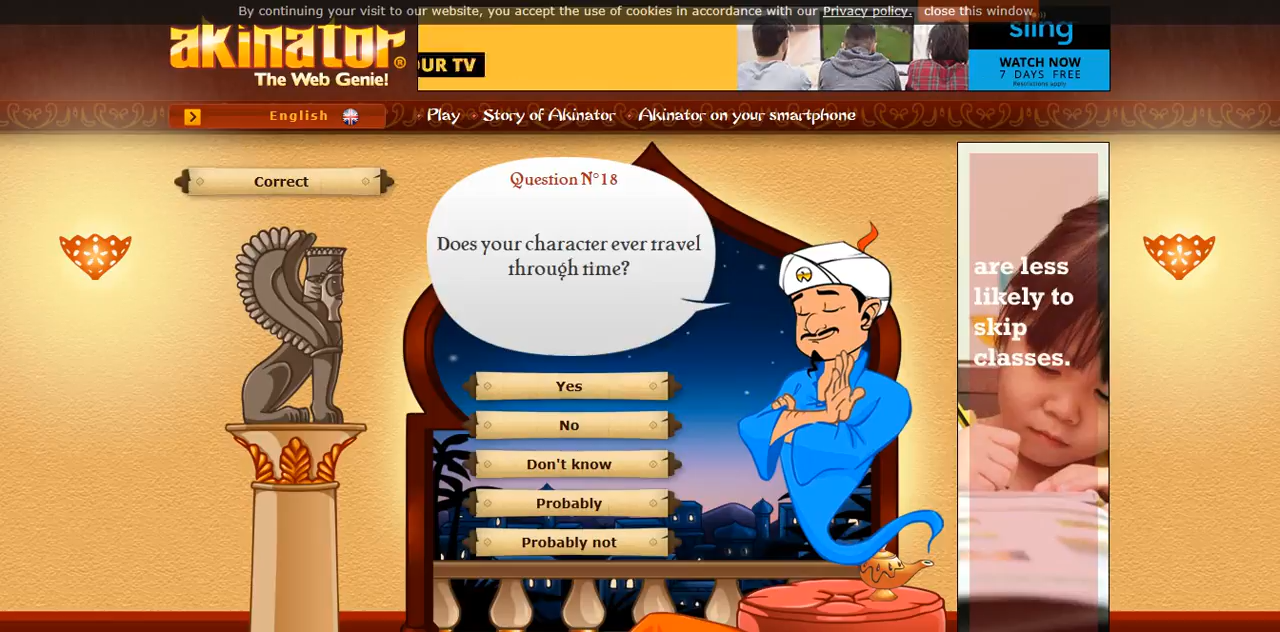 By continuing your visit to our website, you accept the use of cookies in accordance with our Privacy policy. close this window
akinator®
The Web Genie!
OUR TV
sling
WATCH NOW
7 DAYS FREE
Restrictions apply
English
Play
Story of Akinator
Akinator on your smartphone
Correct
Question N°18
Does your character ever travel
through time?
Yes
No
Don't know
Probably
Probably not
are less
likely to
skip
classes.